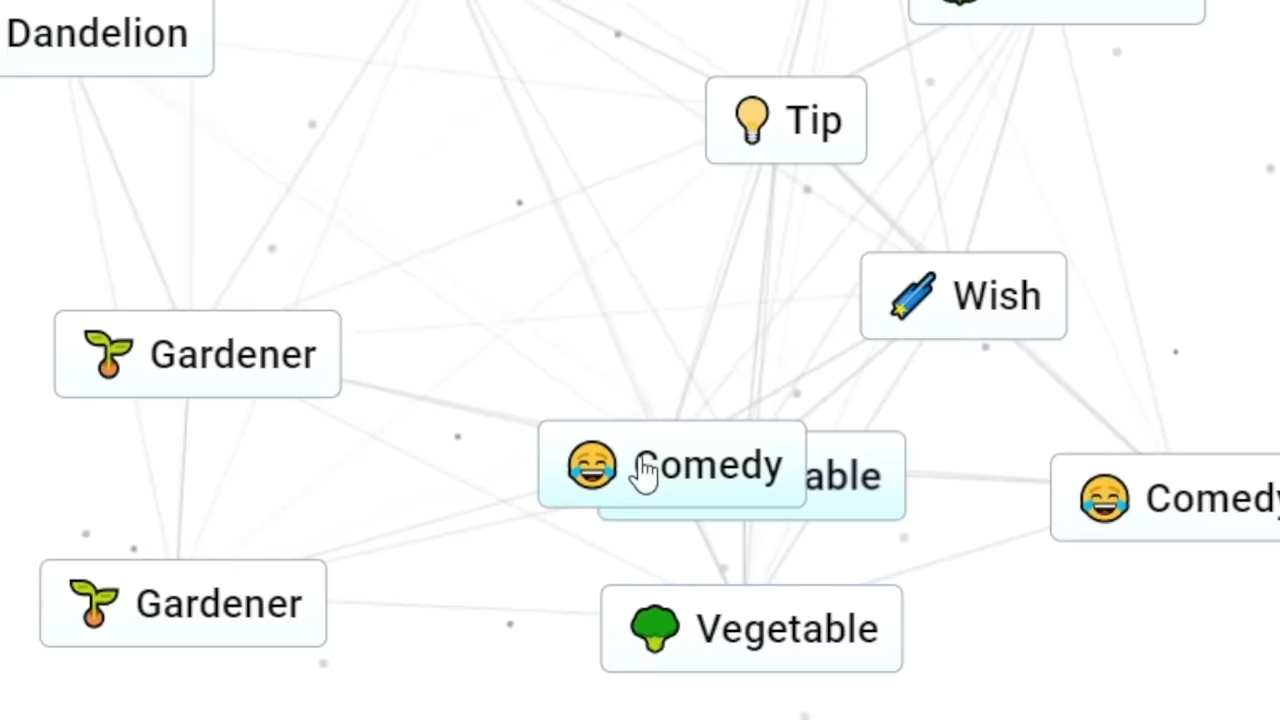 Dandelion
Tip
Wish
Gardener
Comedy
able
Comedy
Gardener
Vegetable